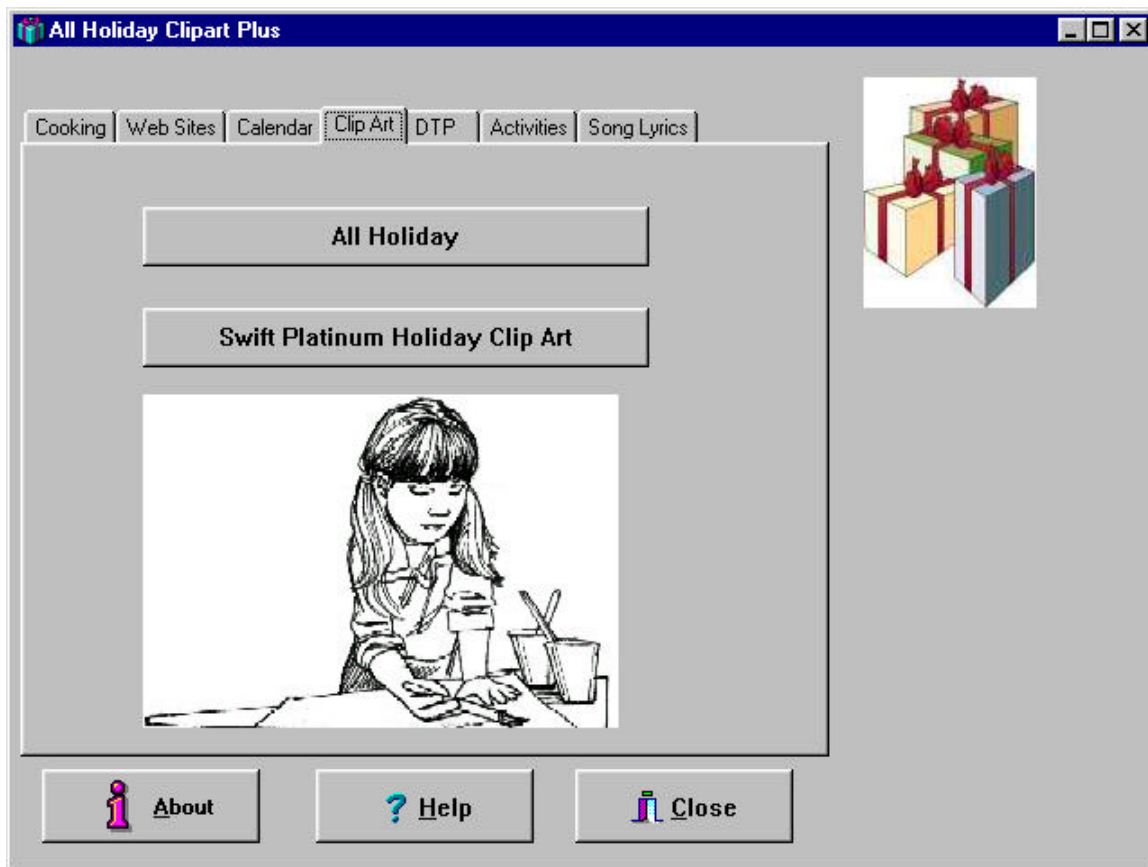 All Holiday Clipart Plus
Cooking Web Sites Calendar Clip Art DTP Activities Song Lyrics
All Holiday
Swift Platinum Holiday Clip Art
About Help Close